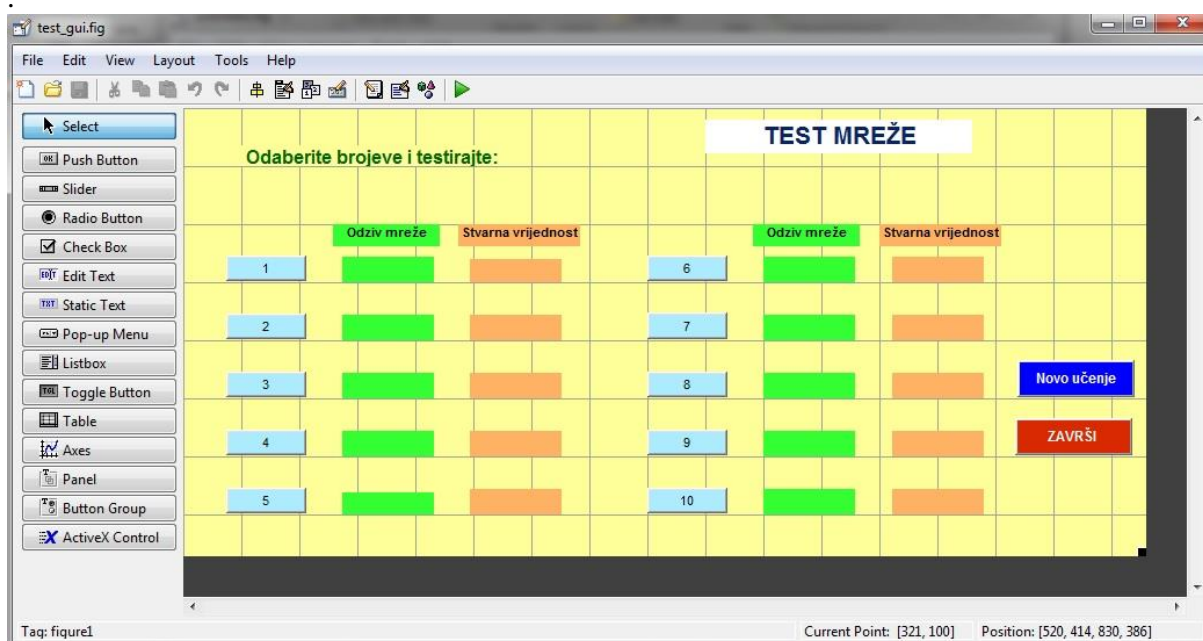 .
test_gui.fig
File Edit View Layout Tools Help
Select
Push Button
Slider
Radio Button
Check Box
Edit Text
Static Text
Pop-up Menu
Listbox
Toggle Button
Table
Axes
Panel
Button Group
ActiveX Control
TEST MREŽE
Odaberite brojeve i testirajte:
Odziv mreže Stvarna vrijednost Odziv mreže Stvarna vrijednost
1 6
2 7
3 8 Novo učenje
4 9 ZAVRŠI
5 10
Tag: figure1 Current Point: [321, 100] Position: [520, 414, 830, 386]